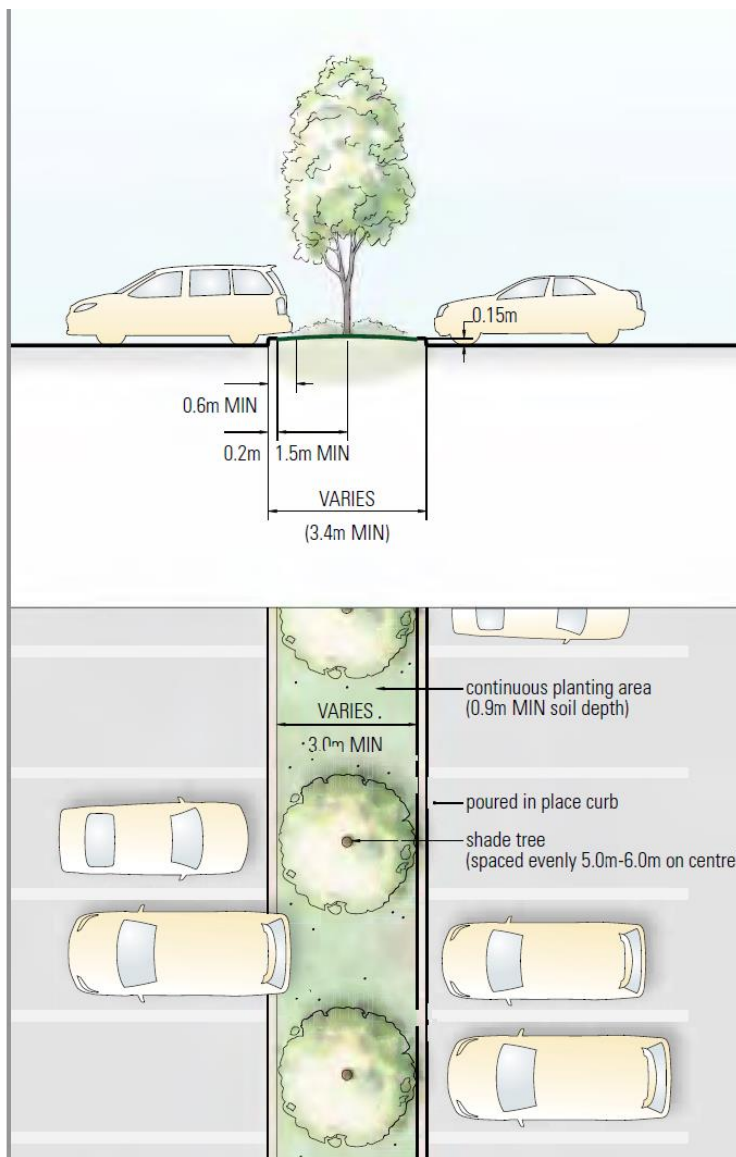 0.15m
0.6m MIN
0.2m 1.5m MIN
VARIES
(3.4m MIN)
continuous planting area
(0.9m MIN soil depth)
VARIES
3.0m MIN
poured in place curb
shade tree
(spaced evenly 5.0m-6.0m on centre